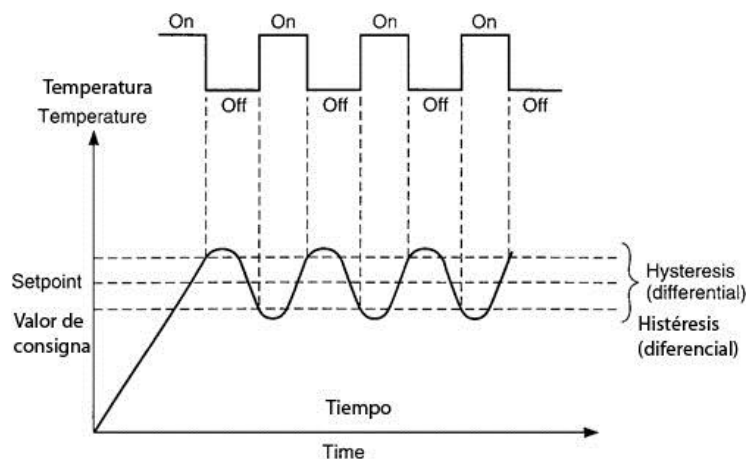 On On On On
Off Off Off Off
Temperatura
Temperature
Setpoint
Valor de
consigna
Hysteresis
(differential)
Histéresis
(diferencial)
Tiempo
Time